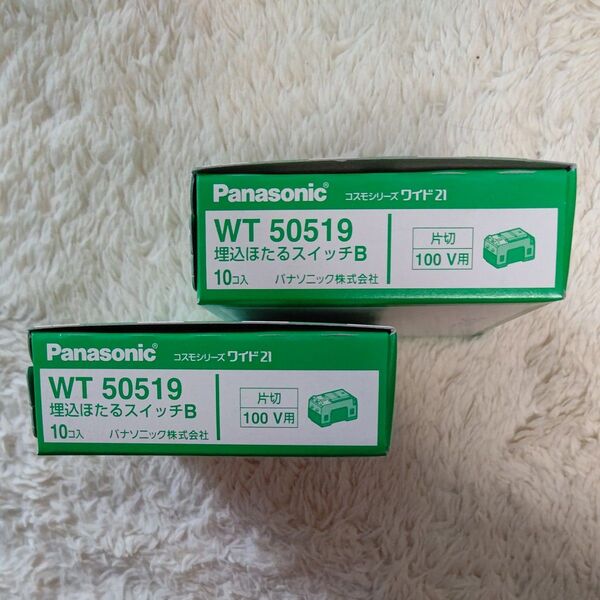 Panasonic® コスモシリーズ ワイド21
WT 50519
埋込ほたるスイッチB
10コ入 パナソニック株式会社
片切
100 V用
Panasonic® コスモシリーズ ワイド21
WT 50519
埋込ほたるスイッチB
10コ入 パナソニック株式会社
片切
100 V用